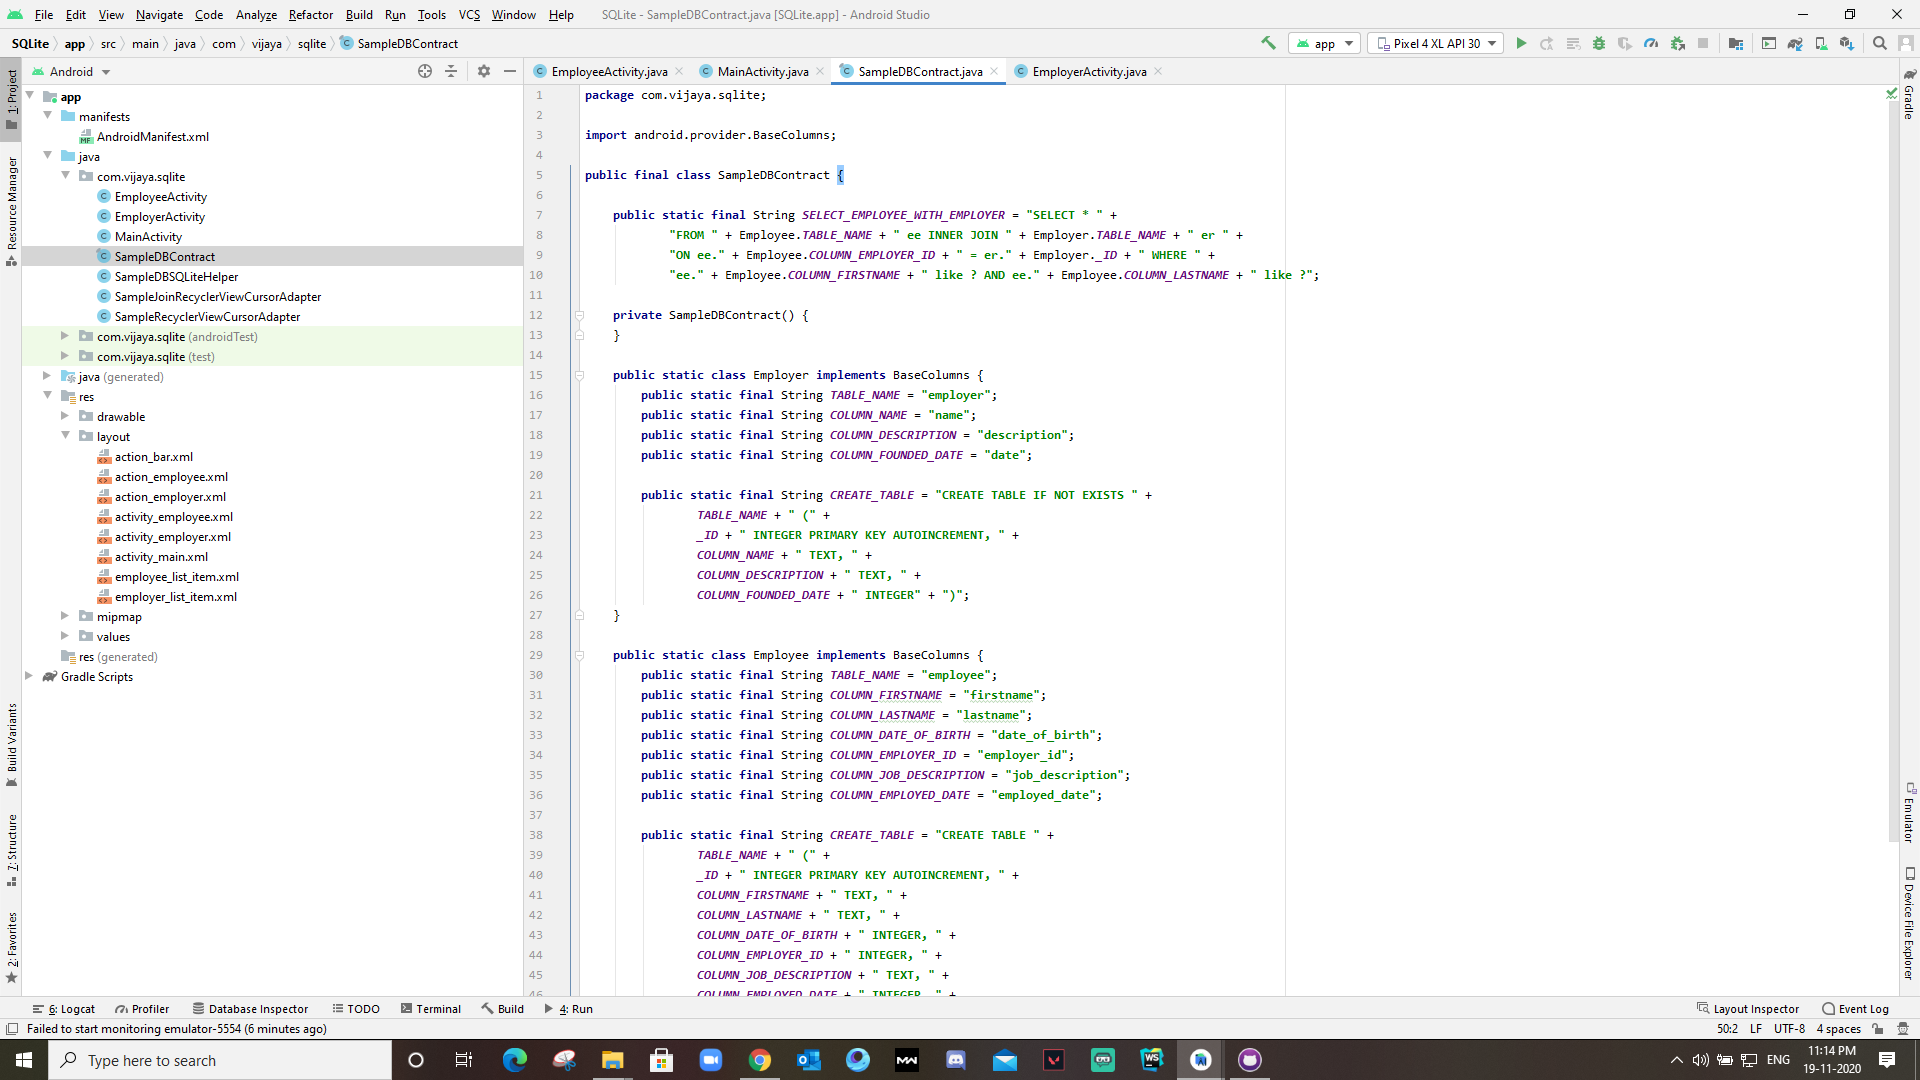 File Edit View Navigate Code Analyze Refactor Build Run Tools VCS Window Help SQLite - SampleDBContract.java [SQLite.app] - Android Studio
SQLite app src main java com vijaya sqlite SampleDBContract app Pixel 4 XL API 30
Android EmployeeActivity.java MainActivity.java SampleDBContract.java EmployerActivity.java
1: Project
Resource Manager
Build Variants
7: Structure
2: Favorites
app
manifests
AndroidManifest.xml
java
com.vijaya.sqlite
EmployeeActivity
EmployerActivity
MainActivity
SampleDBContract
SampleDBSQLiteHelper
SampleJoinRecyclerViewCursorAdapter
SampleRecyclerViewCursorAdapter
com.vijaya.sqlite (androidTest)
com.vijaya.sqlite (test)
java (generated)
res
drawable
layout
action_bar.xml
action_employee.xml
action_employer.xml
activity_employee.xml
activity_employer.xml
activity_main.xml
employee_list_item.xml
employer_list_item.xml
mipmap
values
res (generated)
Gradle Scripts
1 package com.vijaya.sqlite;
2
3 import android.provider.BaseColumns;
4
5 public final class SampleDBContract {
6
7 public static final String SELECT_EMPLOYEE_WITH_EMPLOYER = "SELECT * " +
8 "FROM " + Employee.TABLE_NAME + " ee INNER JOIN " + Employer.TABLE_NAME + " er " +
9 "ON ee." + Employee.COLUMN_EMPLOYER_ID + " = er." + Employer._ID + " WHERE " +
10 "ee." + Employee.COLUMN_FIRSTNAME + " like ? AND ee." + Employee.COLUMN_LASTNAME + " like ?";
11
12 private SampleDBContract() {
13 }
14
15 public static class Employer implements BaseColumns {
16 public static final String TABLE_NAME = "employer";
17 public static final String COLUMN_NAME = "name";
18 public static final String COLUMN_DESCRIPTION = "description";
19 public static final String COLUMN_FOUNDED_DATE = "date";
20
21 public static final String CREATE_TABLE = "CREATE TABLE IF NOT EXISTS " +
22 TABLE_NAME + " (" +
23 _ID + " INTEGER PRIMARY KEY AUTOINCREMENT, " +
24 COLUMN_NAME + " TEXT, " +
25 COLUMN_DESCRIPTION + " TEXT, " +
26 COLUMN_FOUNDED_DATE + " INTEGER" + ")";
27 }
28
29 public static class Employee implements BaseColumns {
30 public static final String TABLE_NAME = "employee";
31 public static final String COLUMN_FIRSTNAME = "firstname";
32 public static final String COLUMN_LASTNAME = "lastname";
33 public static final String COLUMN_DATE_OF_BIRTH = "date_of_birth";
34 public static final String COLUMN_EMPLOYER_ID = "employer_id";
35 public static final String COLUMN_JOB_DESCRIPTION = "job_description";
36 public static final String COLUMN_EMPLOYED_DATE = "employed_date";
37
38 public static final String CREATE_TABLE = "CREATE TABLE " +
39 TABLE_NAME + " (" +
40 _ID + " INTEGER PRIMARY KEY AUTOINCREMENT, " +
41 COLUMN_FIRSTNAME + " TEXT, " +
42 COLUMN_LASTNAME + " TEXT, " +
43 COLUMN_DATE_OF_BIRTH + " INTEGER, " +
44 COLUMN_EMPLOYER_ID + " INTEGER, " +
45 COLUMN_JOB_DESCRIPTION + " TEXT, " +
46 COLUMN_EMPLOYED_DATE + " INTEGER, " +
Gradle
Emulator
Device File Explorer
6: Logcat Profiler Database Inspector TODO Terminal Build 4: Run Layout Inspector Event Log
Failed to start monitoring emulator-5554 (6 minutes ago) 50:2 LF UTF-8 4 spaces
Type here to search ENG 11:14 PM
19-11-2020